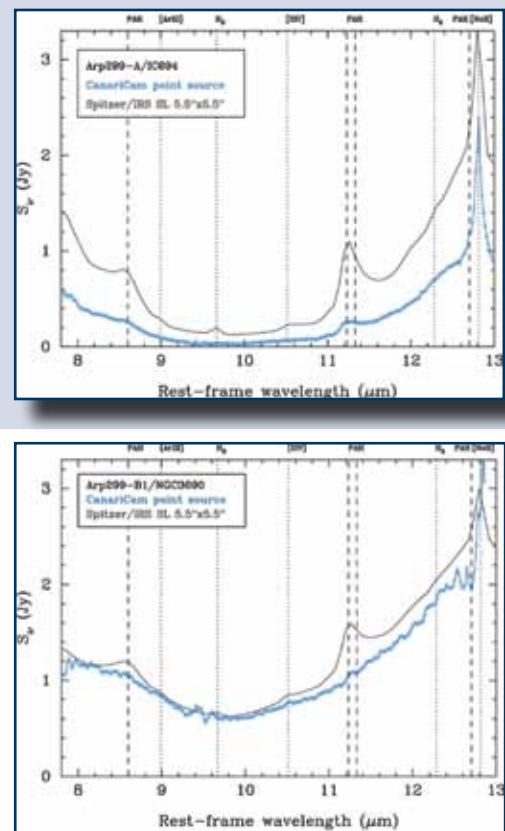 PAH [ArIII] H₂ [SIV] PAH H₂ PAH [NeII]
Arp299-A/IC694
CanariCam point source
Spitzer/IRS SL 5.5"x5.5"
Sν (Jy)
3
2
1
0
8 9 10 11 12 13
Rest-frame wavelength (μm)
PAH [ArIII] H₂ [SIV] PAH H₂ PAH [NeII]
Arp299-B1/NGC3690
CanariCam point source
Spitzer/IRS SL 5.5"x5.5"
Sν (Jy)
3
2
1
0
8 9 10 11 12 13
Rest-frame wavelength (μm)